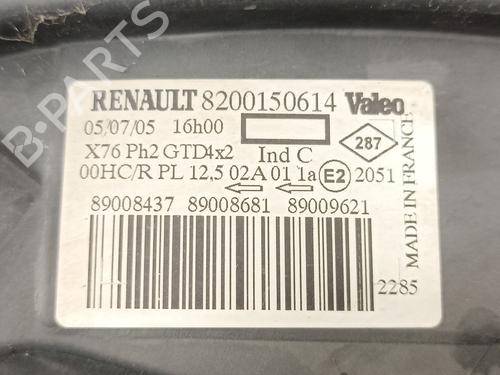 B-PARTS
RENAULT 8200150614 Valeo
05/07/05 16h00
287
X76 Ph2 GTD4x2 Ind C
00HC/R PL 12,5 02A 01 1a E2 2051
89008437 89008681 89009621
2285
MADE IN FRANCE